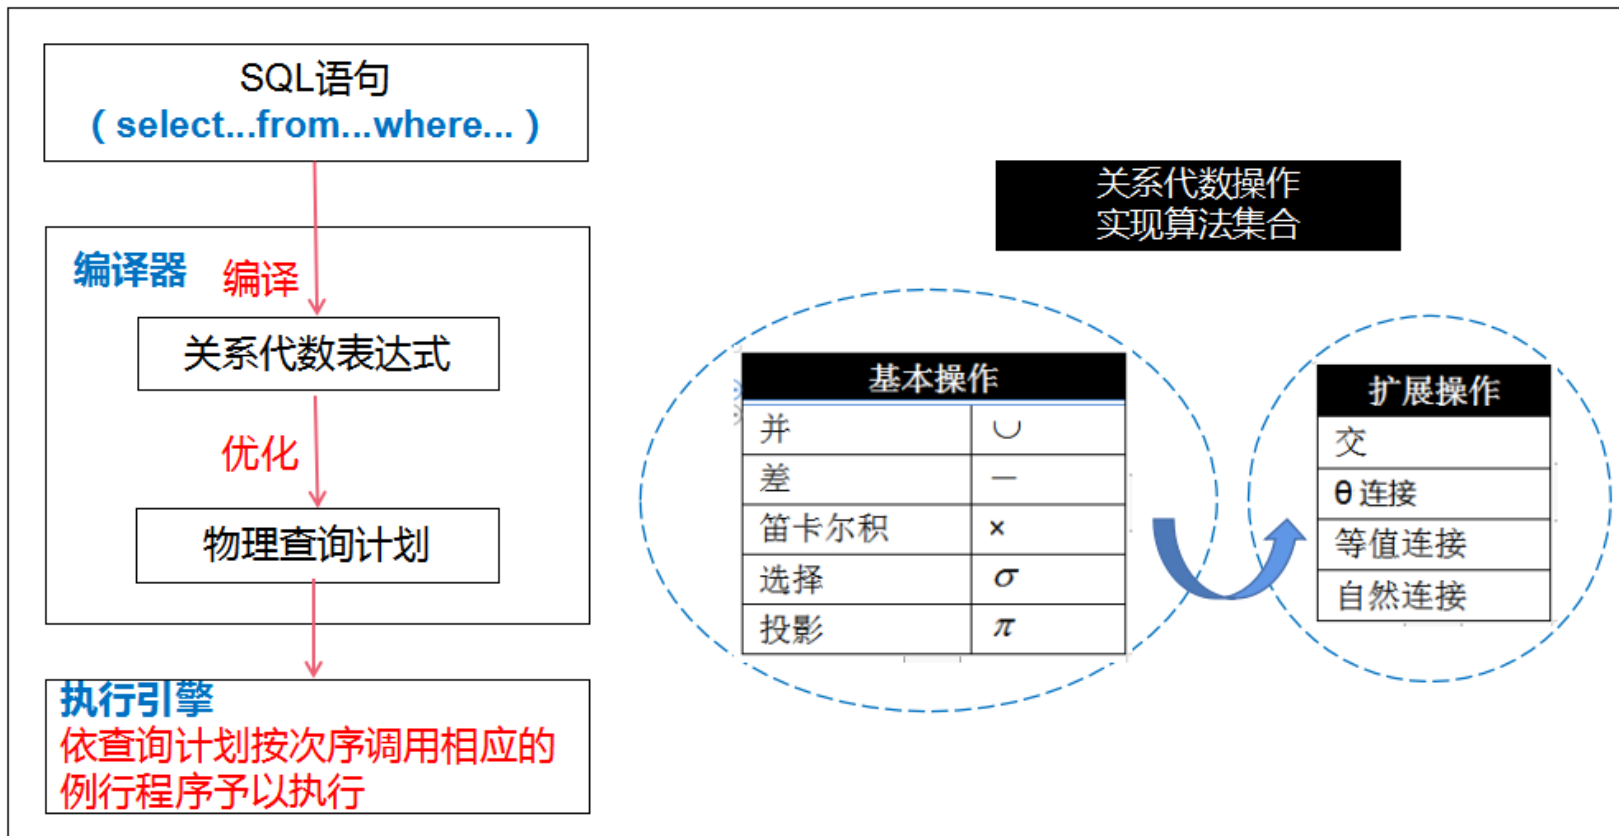 SQL语句
（select...from...where...）
编译器
编译
关系代数表达式
优化
物理查询计划
执行引擎
依查询计划按次序调用相应的
例行程序予以执行
关系代数操作
实现算法集合
基本操作
并 ∪
差 —
笛卡尔积 ×
选择 σ
投影 π
扩展操作
交
θ连接
等值连接
自然连接